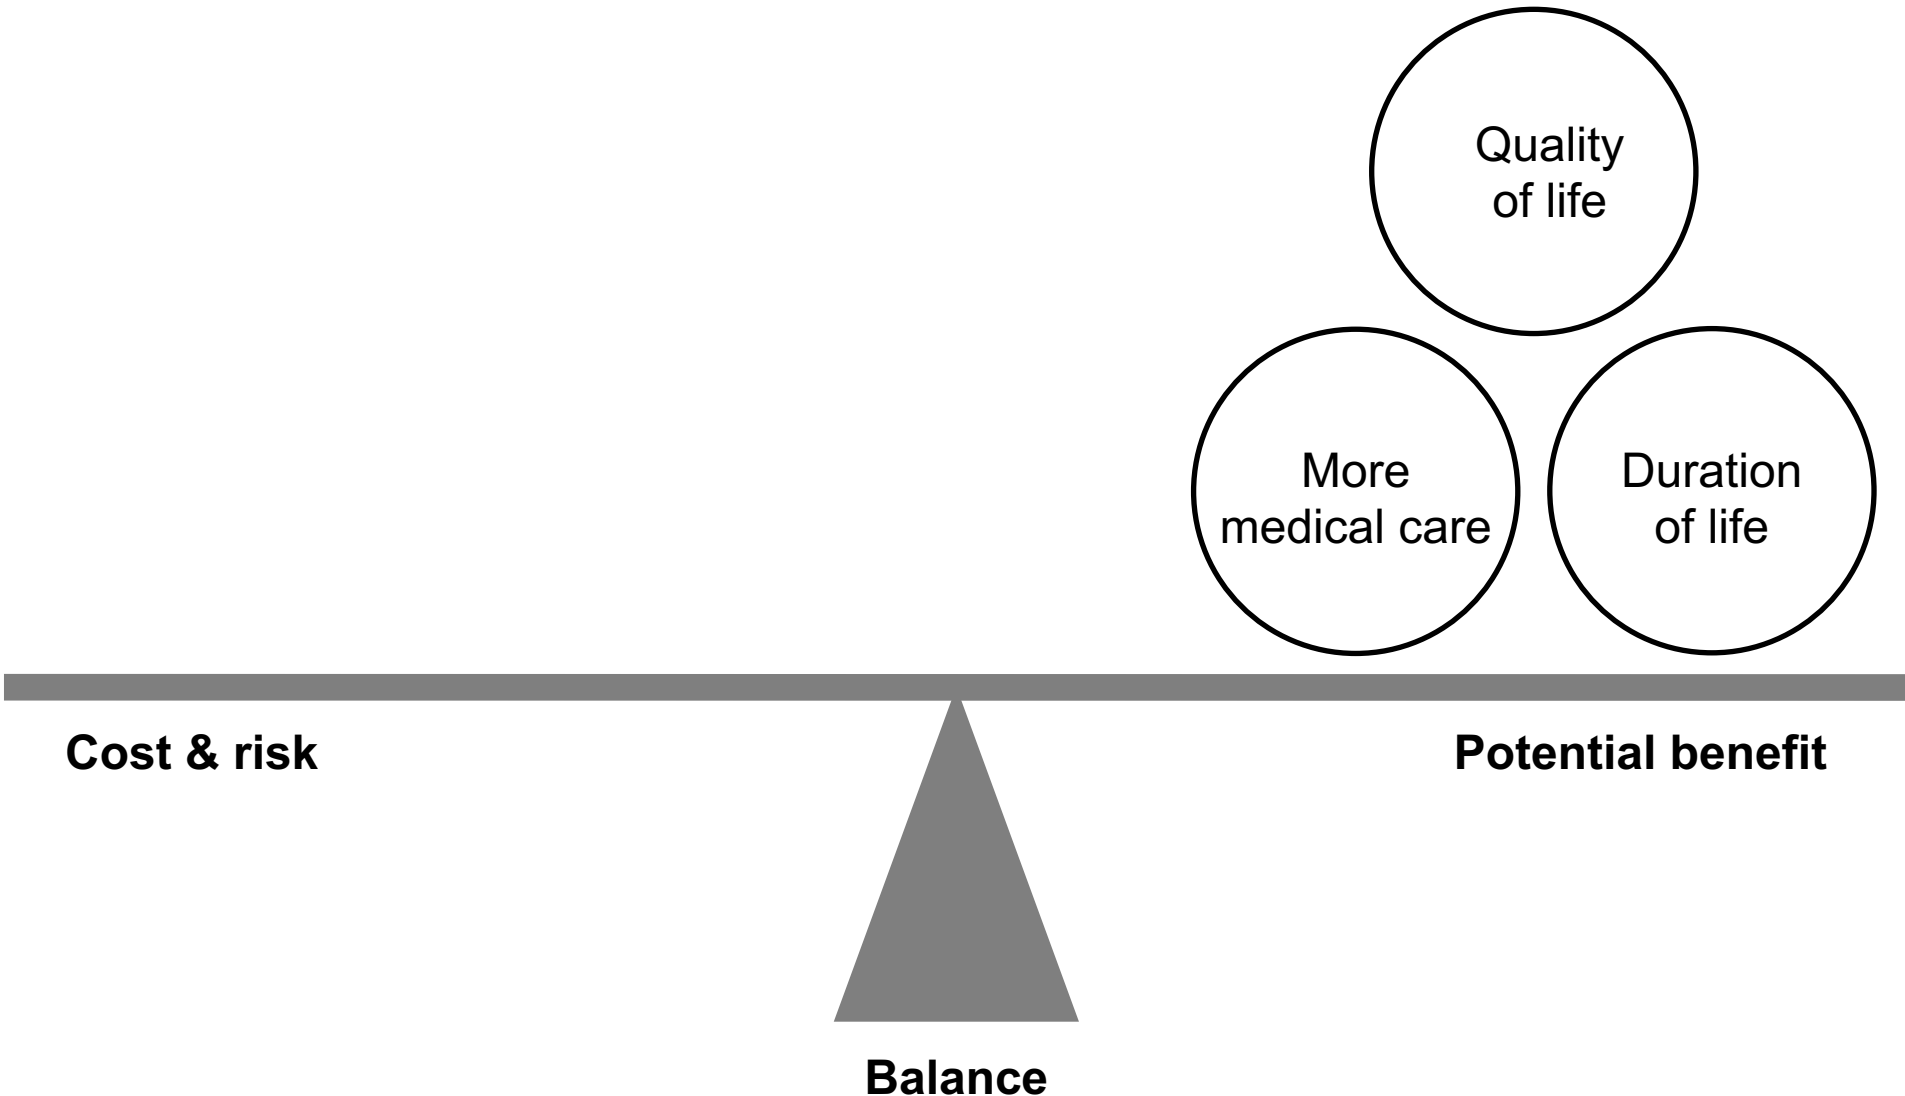 Quality
of life
More
medical care
Duration
of life
Cost & risk
Potential benefit
Balance